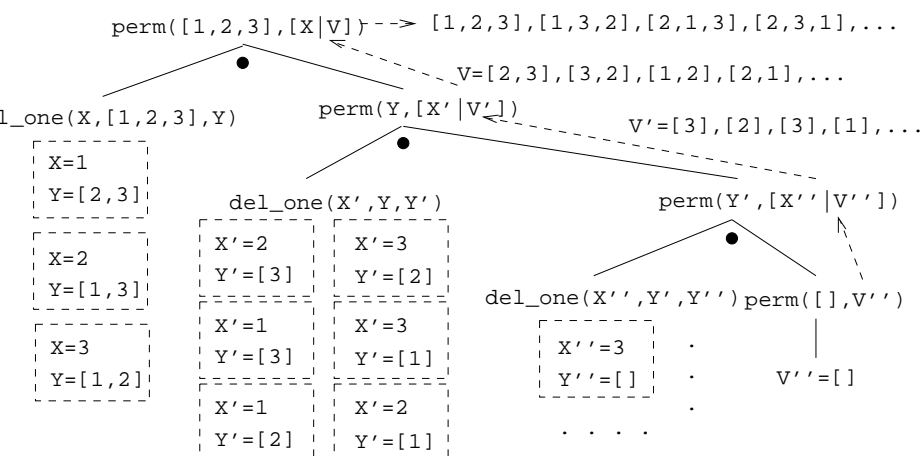 perm([1,2,3],[X|V]) [1,2,3],[1,3,2],[2,1,3],[2,3,1],...
V=[2,3],[3,2],[1,2],[2,1],...
l_one(X,[1,2,3],Y) perm(Y,[X'|V'])
V'=[3],[2],[3],[1],...
X=1
Y=[2,3]
X=2
Y=[1,3]
X=3
Y=[1,2]
del_one(X',Y,Y')
X'=2
Y'=[3]
X'=3
Y'=[2]
X'=1
Y'=[3]
X'=3
Y'=[1]
X'=1
Y'=[2]
X'=2
Y'=[1]
perm(Y',[X''|V''])
del_one(X'',Y',Y'') perm([],V'')
X''=3
Y''=[]
V''=[]
. . . .